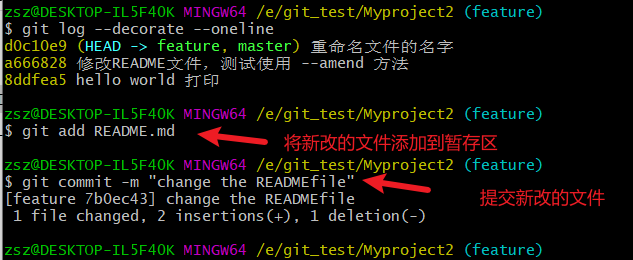 zsz@DESKTOP-IL5F4OK MINGW64 /e/git_test/Myproject2 (feature)
$ git log --decorate --oneline
d0c10e9 (HEAD -> feature, master) 重命名文件的名字
a666828 修改README文件，测试使用 --amend 方法
8ddfea5 hello world 打印
zsz@DESKTOP-IL5F4OK MINGW64 /e/git_test/Myproject2 (feature)
$ git add README.md
将新改的文件添加到暂存区
zsz@DESKTOP-IL5F4OK MINGW64 /e/git_test/Myproject2 (feature)
$ git commit -m "change the READMEfile"
提交新改的文件
[feature 7b0ec43] change the READMEfile
1 file changed, 2 insertions(+), 1 deletion(-)
zsz@DESKTOP-IL5F4OK MINGW64 /e/git_test/Myproject2 (feature)